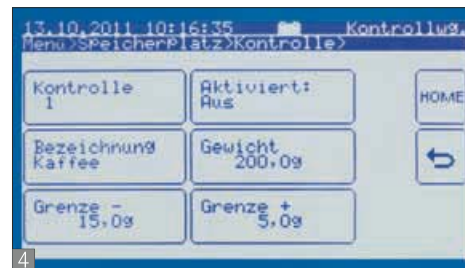 13.10.2011 10:16:35 Kontrollwg.
Menü>Speicherplatz>Kontrolle>
Kontrolle
1
Aktiviert:
Aus
HOME
Bezeichnung
Kaffee
Gewicht
200,0g
Grenze -
15,0g
Grenze +
5,0g
4